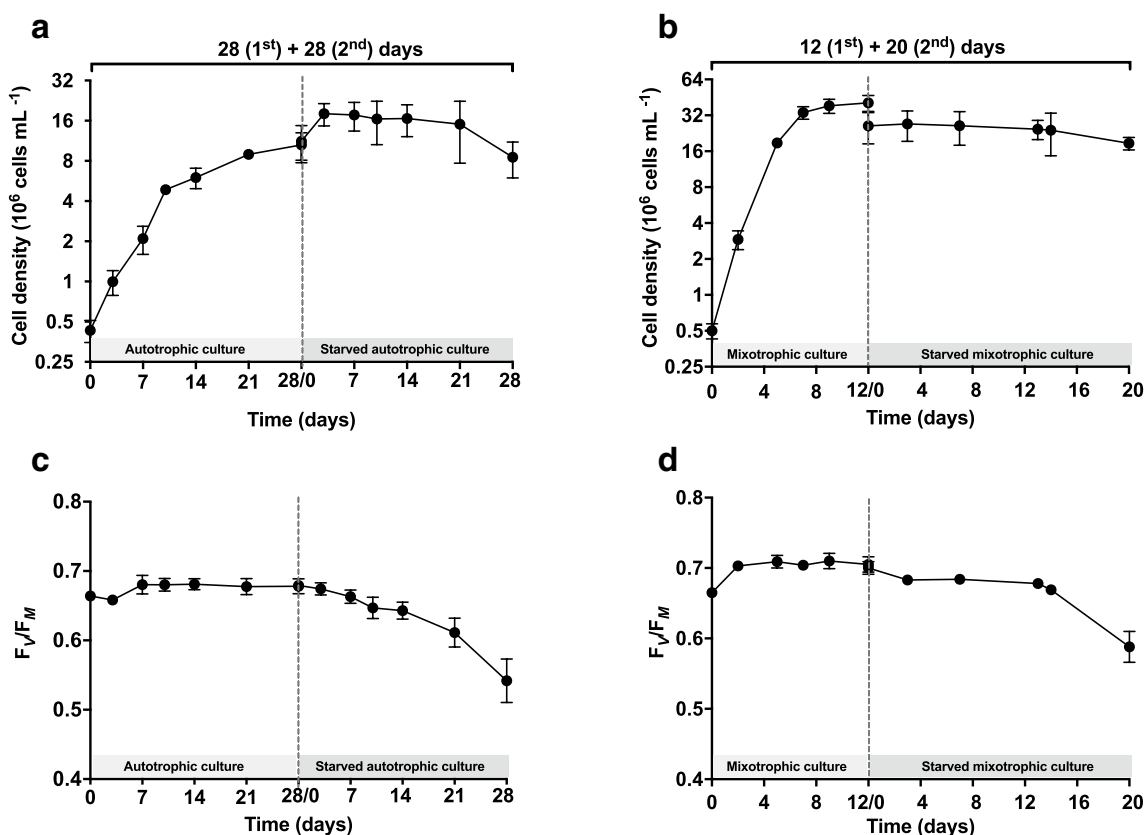 a
28 (1st) + 28 (2nd) days
Cell density (10⁶ cells mL ⁻¹)
32
16
8
4
2
1
0.5
0.25
Autotrophic culture Starved autotrophic culture
0 7 14 21 28/0 7 14 21 28
Time (days)
b
12 (1st) + 20 (2nd) days
Cell density (10⁶ cells mL ⁻¹)
64
32
16
8
4
2
1
0.5
0.25
Mixotrophic culture Starved mixotrophic culture
0 4 8 12/0 4 8 12 16 20
Time (days)
c
FV/FM
0.8
0.7
0.6
0.5
0.4
Autotrophic culture Starved autotrophic culture
0 7 14 21 28/0 7 14 21 28
Time (days)
d
FV/FM
0.8
0.7
0.6
0.5
0.4
Mixotrophic culture Starved mixotrophic culture
0 4 8 12/0 4 8 12 16 20
Time (days)